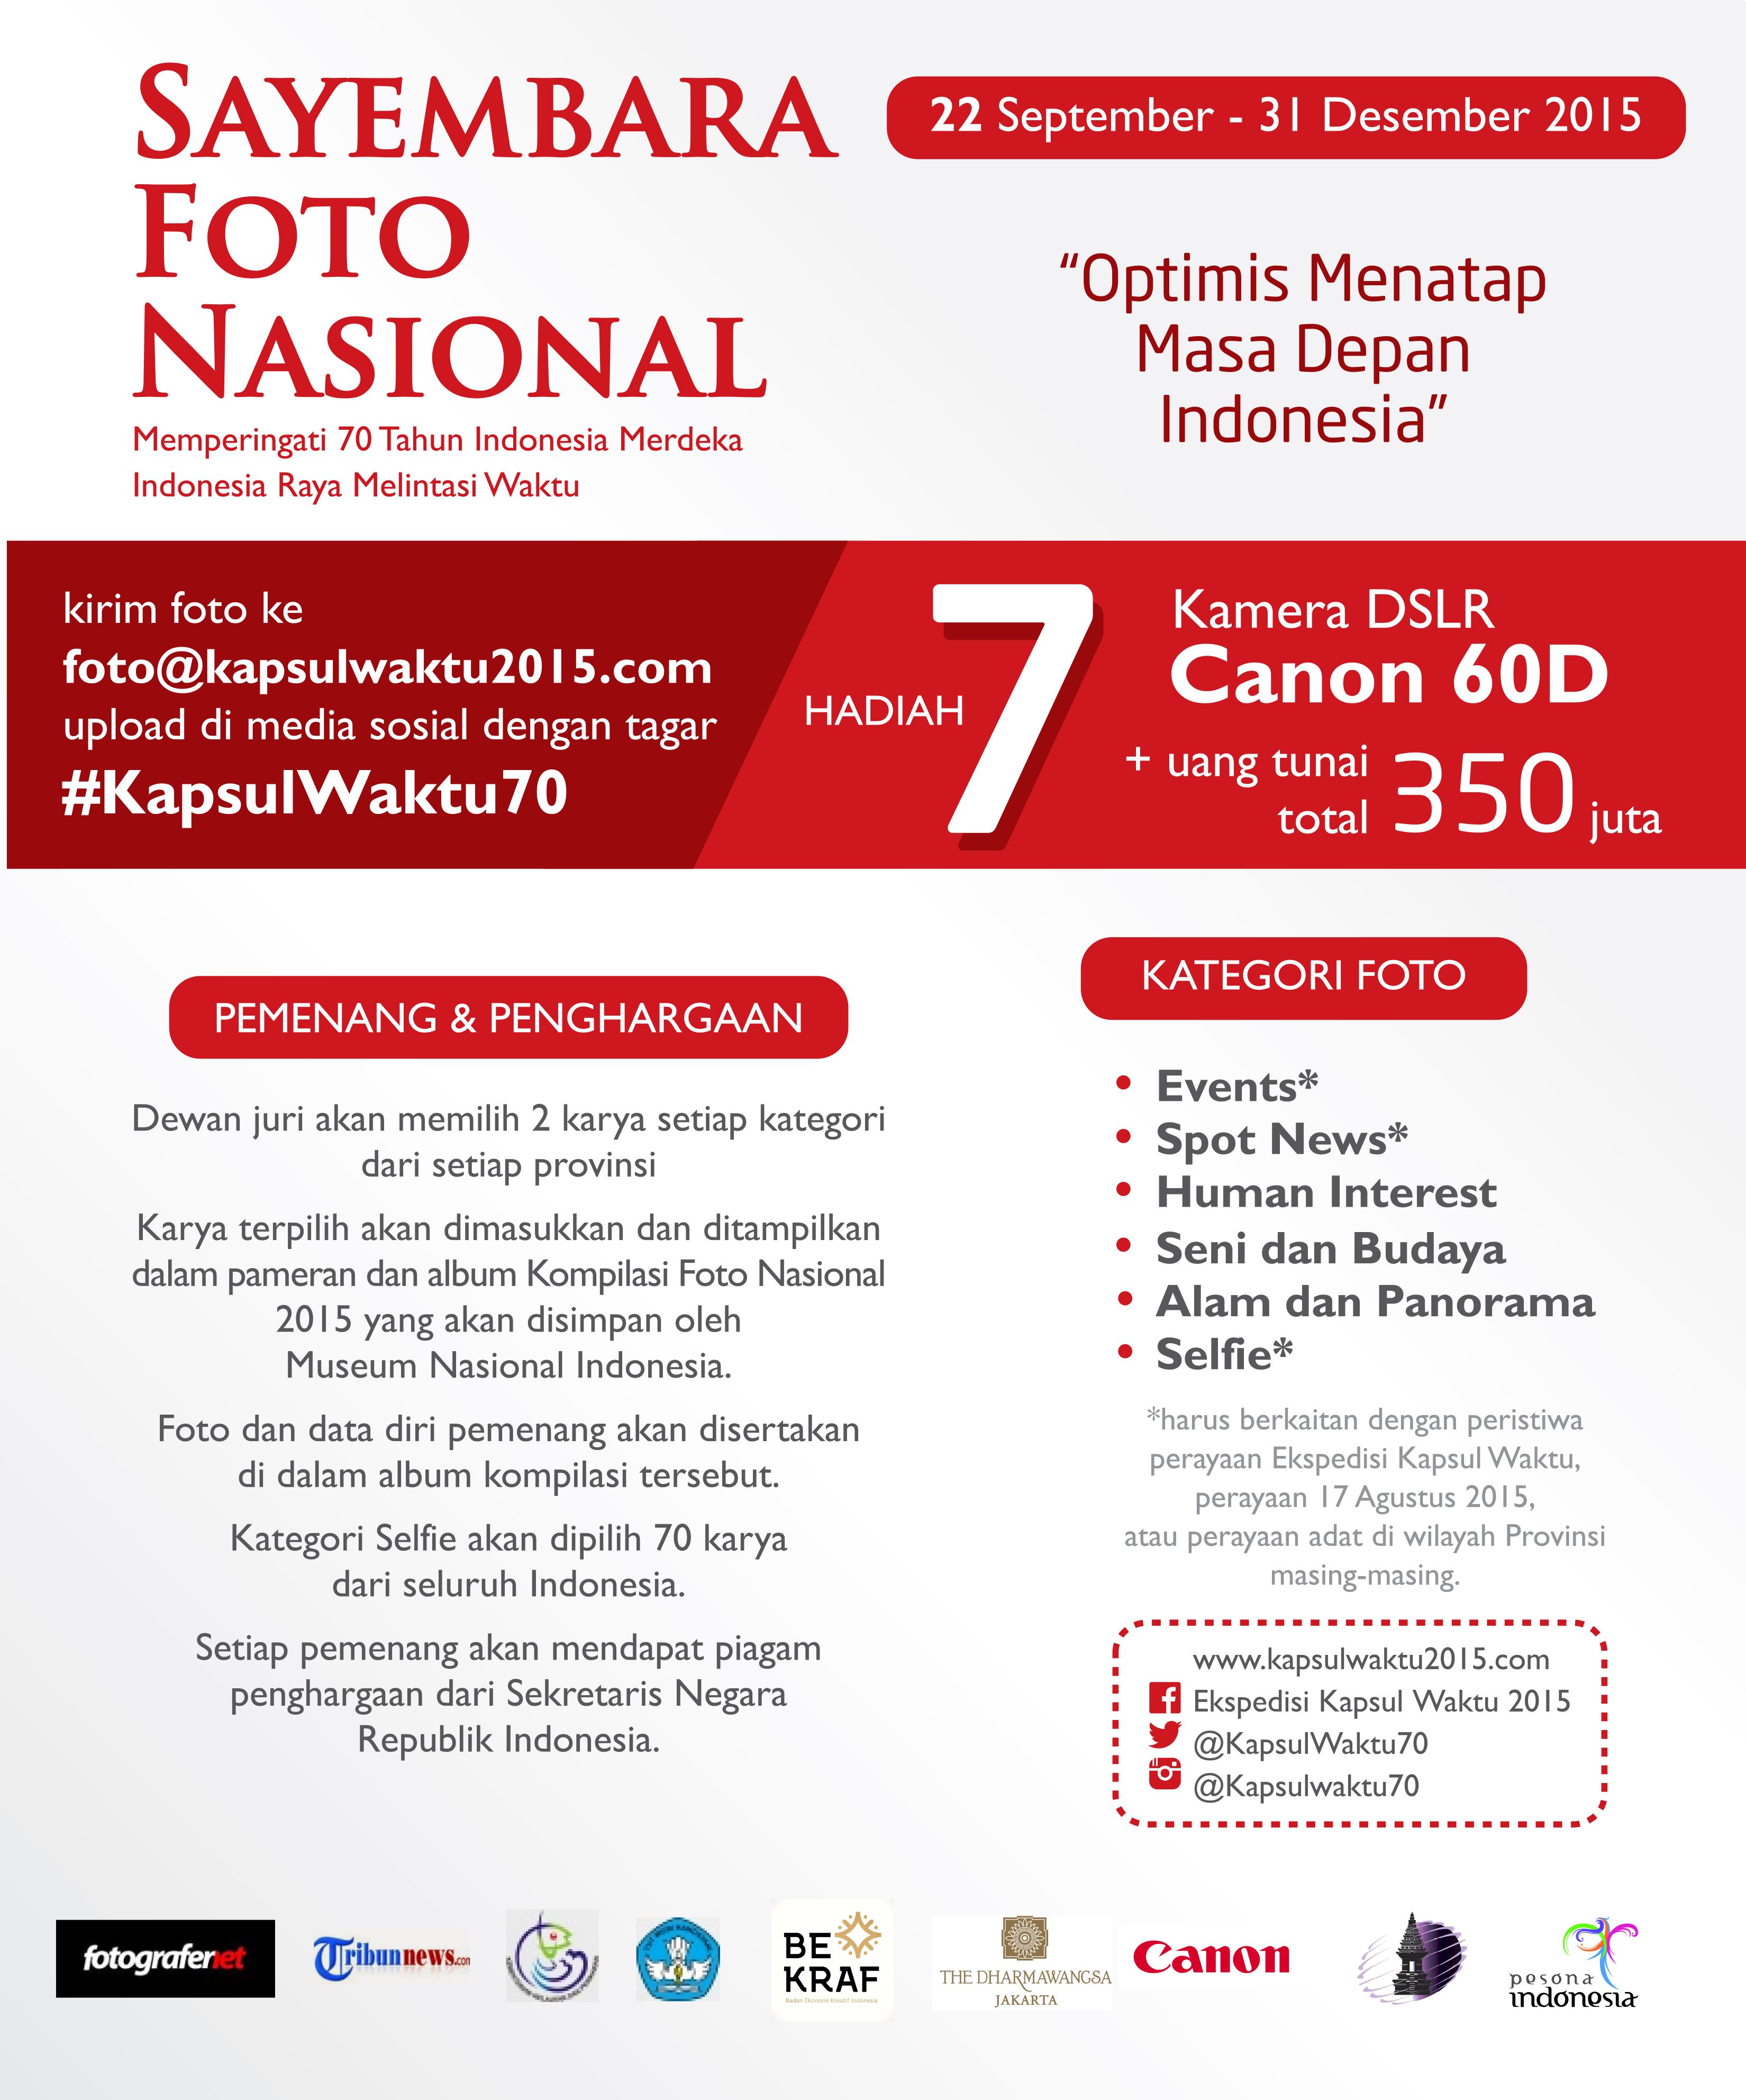 SAYEMBARA
FOTO
NASIONAL
Memperingati 70 Tahun Indonesia Merdeka
Indonesia Raya Melintasi Waktu
22 September - 31 Desember 2015
“Optimis Menatap
Masa Depan
Indonesia”
kirim foto ke
foto@kapsulwaktu2015.com
upload di media sosial dengan tagar
#KapsulWaktu70
HADIAH
7
Kamera DSLR
Canon 60D
+ uang tunai
total 350 juta
PEMENANG & PENGHARGAAN
Dewan juri akan memilih 2 karya setiap kategori
dari setiap provinsi
Karya terpilih akan dimasukkan dan ditampilkan
dalam pameran dan album Kompilasi Foto Nasional
2015 yang akan disimpan oleh
Museum Nasional Indonesia.
Foto dan data diri pemenang akan disertakan
di dalam album kompilasi tersebut.
Kategori Selfie akan dipilih 70 karya
dari seluruh Indonesia.
Setiap pemenang akan mendapat piagam
penghargaan dari Sekretaris Negara
Republik Indonesia.
KATEGORI FOTO
• Events*
• Spot News*
• Human Interest
• Seni dan Budaya
• Alam dan Panorama
• Selfie*
*harus berkaitan dengan peristiwa
perayaan Ekspedisi Kapsul Waktu,
perayaan 17 Agustus 2015,
atau perayaan adat di wilayah Provinsi
masing-masing.
www.kapsulwaktu2015.com
Ekspedisi Kapsul Waktu 2015
@KapsulWaktu70
@Kapsulwaktu70
fotografernet
Tribunnews.com
BE
KRAF
Badan Ekonomi Kreatif Indonesia
THE DHARMAWANGSA
JAKARTA
Canon
pesona
indonesia